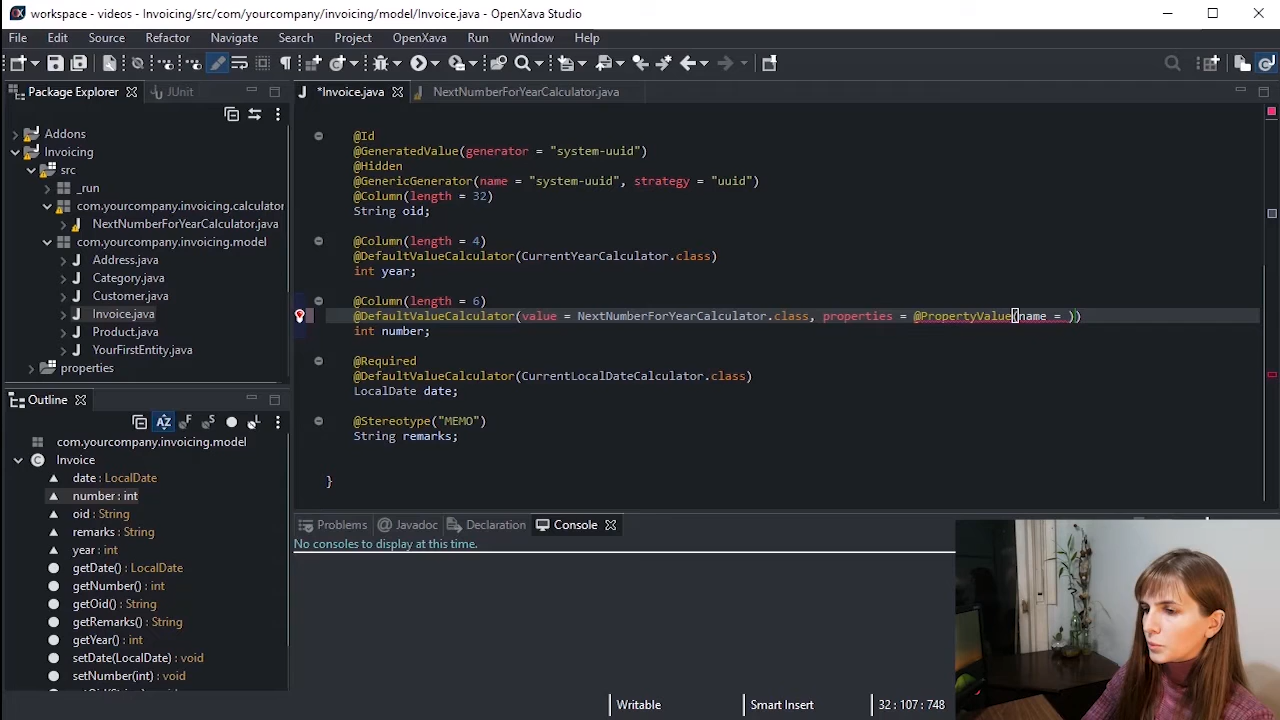 workspace - videos - Invoicing/src/com/yourcompany/invoicing/model/Invoice.java - OpenXava Studio
File Edit Source Refactor Navigate Search Project OpenXava Run Window Help
Package Explorer JUnit
Addons
Invoicing
src
_run
com.yourcompany.invoicing.calculator
NextNumberForYearCalculator.java
com.yourcompany.invoicing.model
Address.java
Category.java
Customer.java
Invoice.java
Product.java
YourFirstEntity.java
properties
Outline
com.yourcompany.invoicing.model
Invoice
date : LocalDate
number : int
oid : String
remarks : String
year : int
getDate() : LocalDate
getNumber() : int
getOid() : String
getRemarks() : String
getYear() : int
setDate(LocalDate) : void
setNumber(int) : void
*Invoice.java NextNumberForYearCalculator.java
@Id
@GeneratedValue(generator = "system-uuid")
@Hidden
@GenericGenerator(name = "system-uuid", strategy = "uuid")
@Column(length = 32)
String oid;
@Column(length = 4)
@DefaultValueCalculator(CurrentYearCalculator.class)
int year;
@Column(length = 6)
@DefaultValueCalculator(value = NextNumberForYearCalculator.class, properties = @PropertyValue(name = ))
int number;
@Required
@DefaultValueCalculator(CurrentLocalDateCalculator.class)
LocalDate date;
@Stereotype("MEMO")
String remarks;
}
Problems Javadoc Declaration Console
No consoles to display at this time.
Writable Smart Insert 32 : 107 : 748